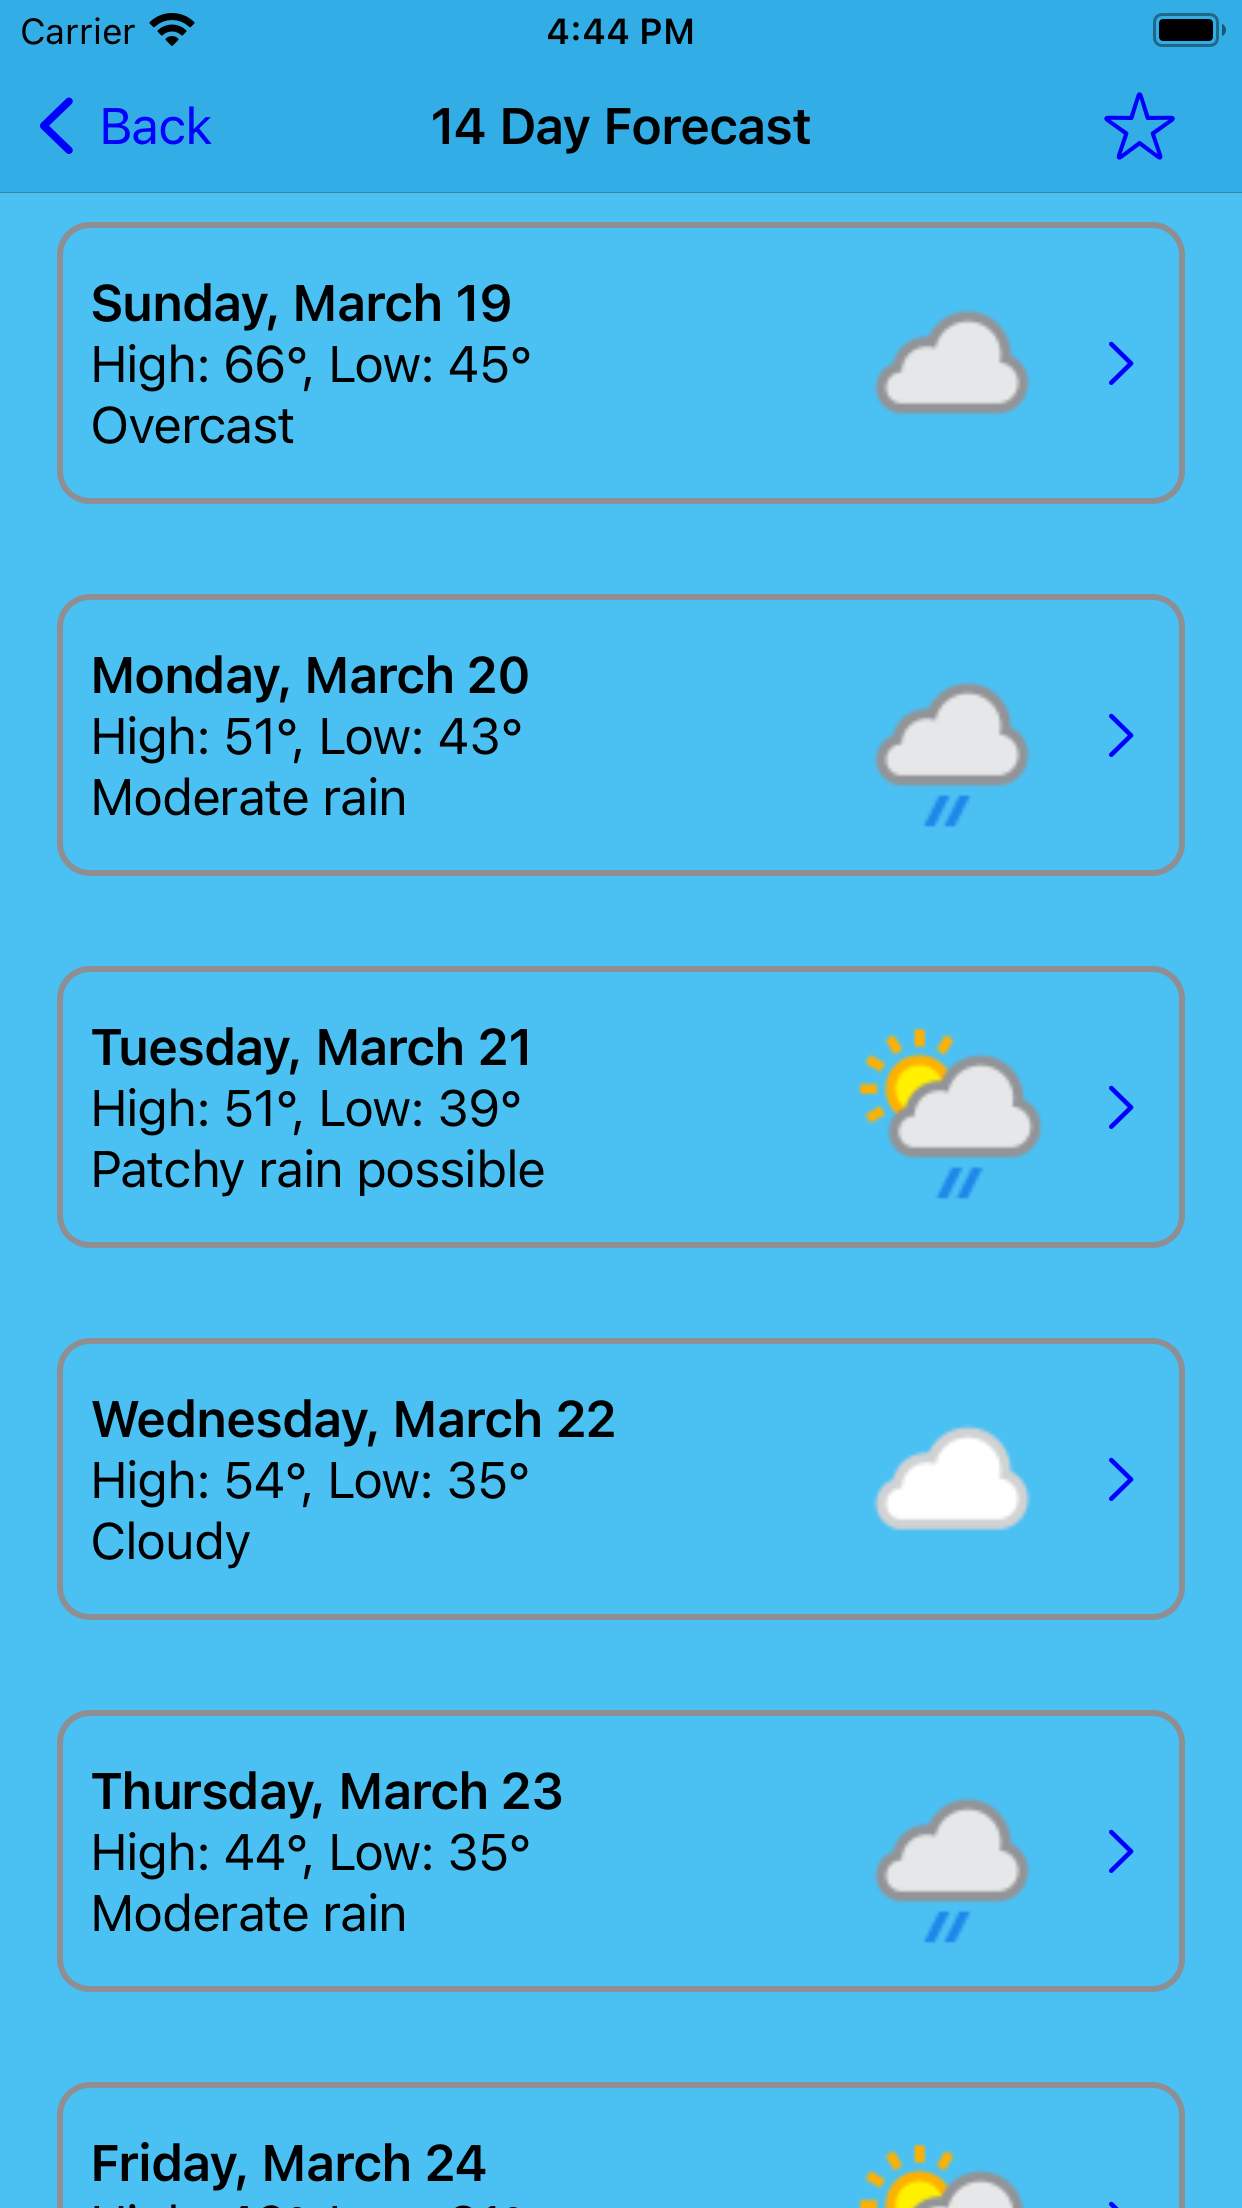 Carrier 4:44 PM
Back 14 Day Forecast
Sunday, March 19
High: 66°, Low: 45°
Overcast
Monday, March 20
High: 51°, Low: 43°
Moderate rain
Tuesday, March 21
High: 51°, Low: 39°
Patchy rain possible
Wednesday, March 22
High: 54°, Low: 35°
Cloudy
Thursday, March 23
High: 44°, Low: 35°
Moderate rain
Friday, March 24